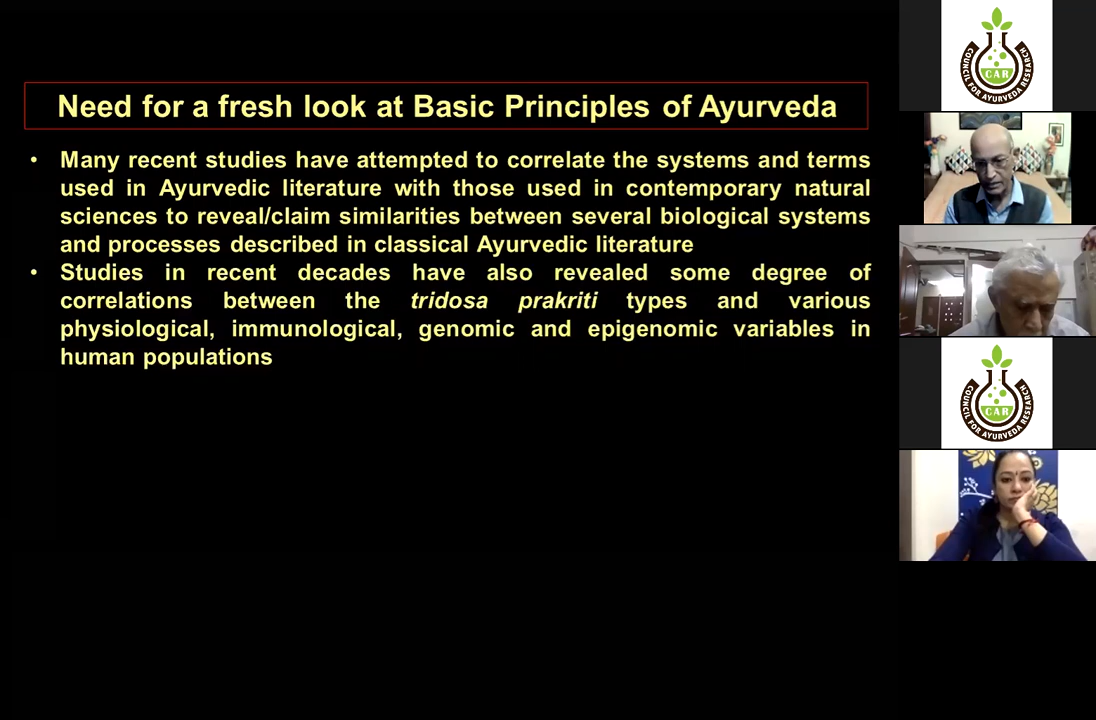 Need for a fresh look at Basic Principles of Ayurveda
• Many recent studies have attempted to correlate the systems and terms
used in Ayurvedic literature with those used in contemporary natural
sciences to reveal/claim similarities between several biological systems
and processes described in classical Ayurvedic literature
• Studies in recent decades have also revealed some degree of
correlations between the tridosa prakriti types and various
physiological, immunological, genomic and epigenomic variables in
human populations
CAR
COUNCIL FOR AYURVEDA RESEARCH
CAR
COUNCIL FOR AYURVEDA RESEARCH